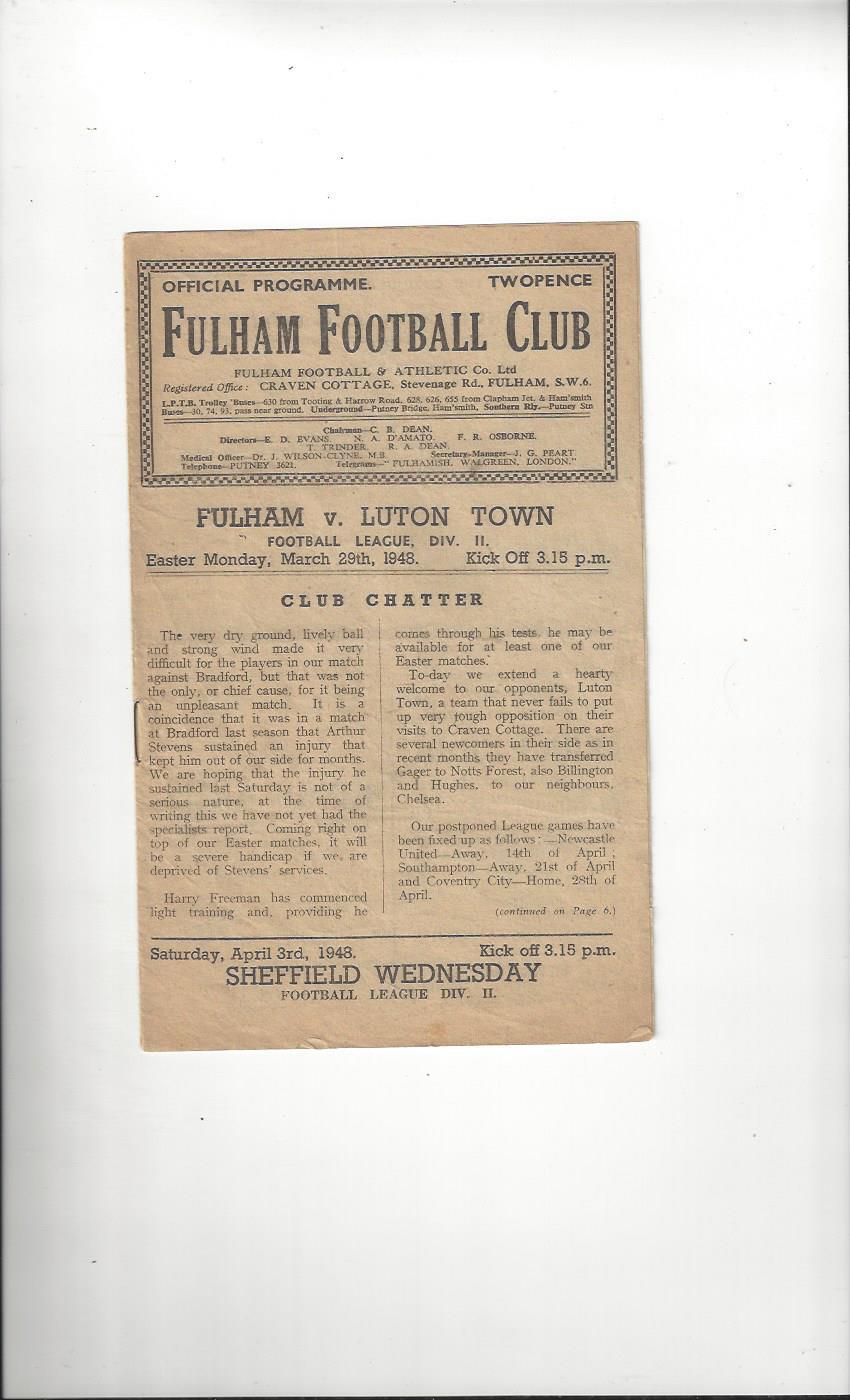 OFFICIAL PROGRAMME. TWOPENCE
FULHAM FOOTBALL CLUB
FULHAM FOOTBALL & ATHLETIC Co. Ltd
Registered Office: CRAVEN COTTAGE, Stevenage Rd., FULHAM, S.W.6.
L.P.T.B. Trolley 'Buses—630 from Tooting & Harrow Road, 628, 626, 655 from Clapham Jct. & Ham'smith
Buses—30, 74, 93, pass near ground. Underground—Putney Bridge, Ham'smith, Southern Rly.—Putney Stn
Chairman—C. B. DEAN.
Directors—E. D. EVANS. N. A. D'AMATO. F. R. OSBORNE.
T. TRINDER. R. A. DEAN.
Medical Officer—Dr. J. WILSON-CLYNE, M.B. Secretary-Manager—J. G. PEART.
Telephone—PUTNEY 3621. Telegrams—"FULHAMISH, WALGREEN, LONDON."
FULHAM v. LUTON TOWN
FOOTBALL LEAGUE, DIV. II.
Easter Monday, March 29th, 1948. Kick Off 3.15 p.m.
CLUB CHATTER
The very dry ground, lively ball
and strong wind made it very
difficult for the players in our match
against Bradford, but that was not
the only, or chief cause, for it being
an unpleasant match. It is a
coincidence that it was in a match
at Bradford last season that Arthur
Stevens sustained an injury that
kept him out of our side for months.
We are hoping that the injury he
sustained last Saturday is not of a
serious nature, at the time of
writing this we have not yet had the
specialists report. Coming right on
top of our Easter matches, it will
be a severe handicap if we are
deprived of Stevens' services.
Harry Freeman has commenced
light training and, providing he
comes through his tests, he may be
available for at least one of our
Easter matches.
To-day we extend a hearty
welcome to our opponents, Luton
Town, a team that never fails to put
up very tough opposition on their
visits to Craven Cottage. There are
several newcomers in their side as in
recent months they have transferred
Gager to Notts Forest, also Billington
and Hughes, to our neighbours,
Chelsea.
Our postponed League games have
been fixed up as follows:—Newcastle
United—Away, 14th of April;
Southampton—Away, 21st of April
and Coventry City—Home, 28th of
April.
(continued on Page 6.)
Saturday, April 3rd, 1948. Kick off 3.15 p.m.
SHEFFIELD WEDNESDAY
FOOTBALL LEAGUE DIV. II.